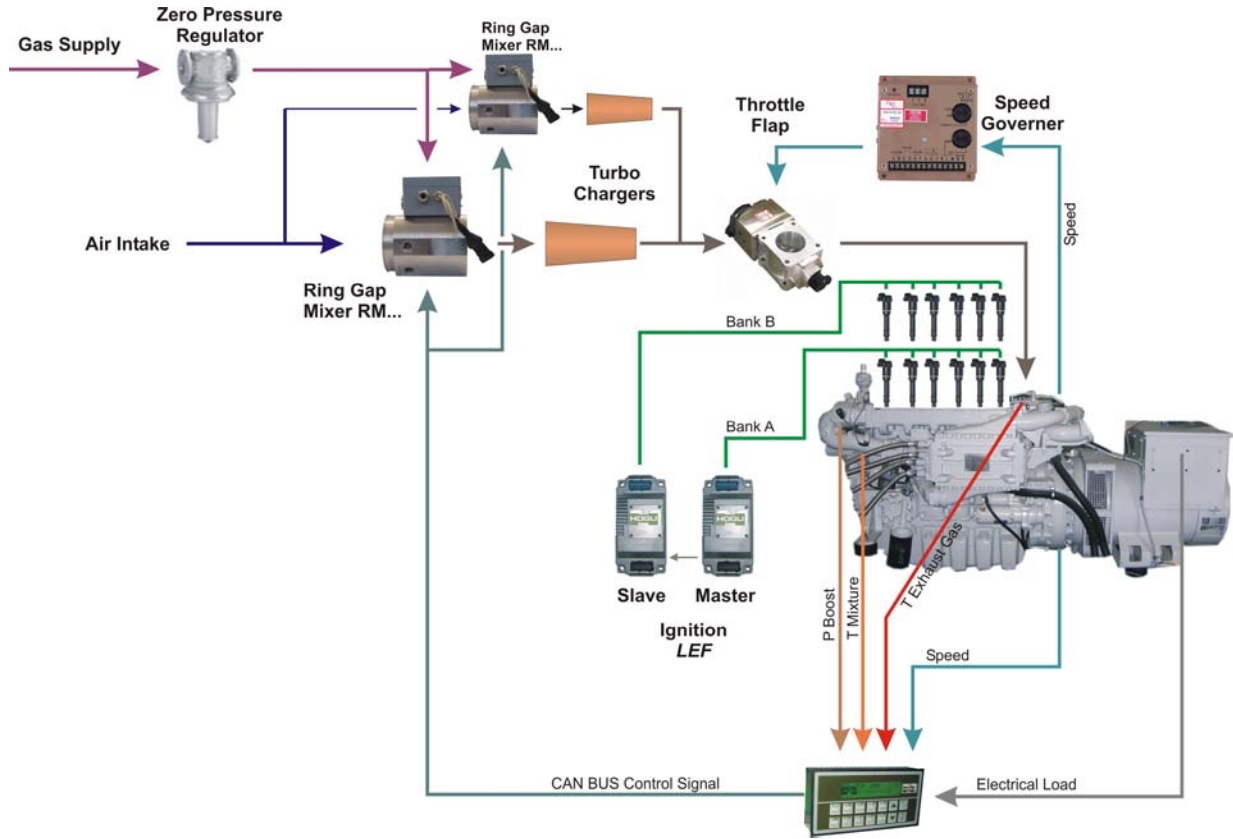 Zero Pressure
Regulator
Gas Supply
Ring Gap
Mixer RM...
Throttle
Flap
Speed
Governer
Turbo
Chargers
Air Intake
Ring Gap
Mixer RM...
Speed
Bank B
Bank A
HOGLI
HOGLI
Slave
Master
Ignition
LEF
P Boost
T Mixture
T Exhaust Gas
Speed
CAN BUS Control Signal
Electrical Load